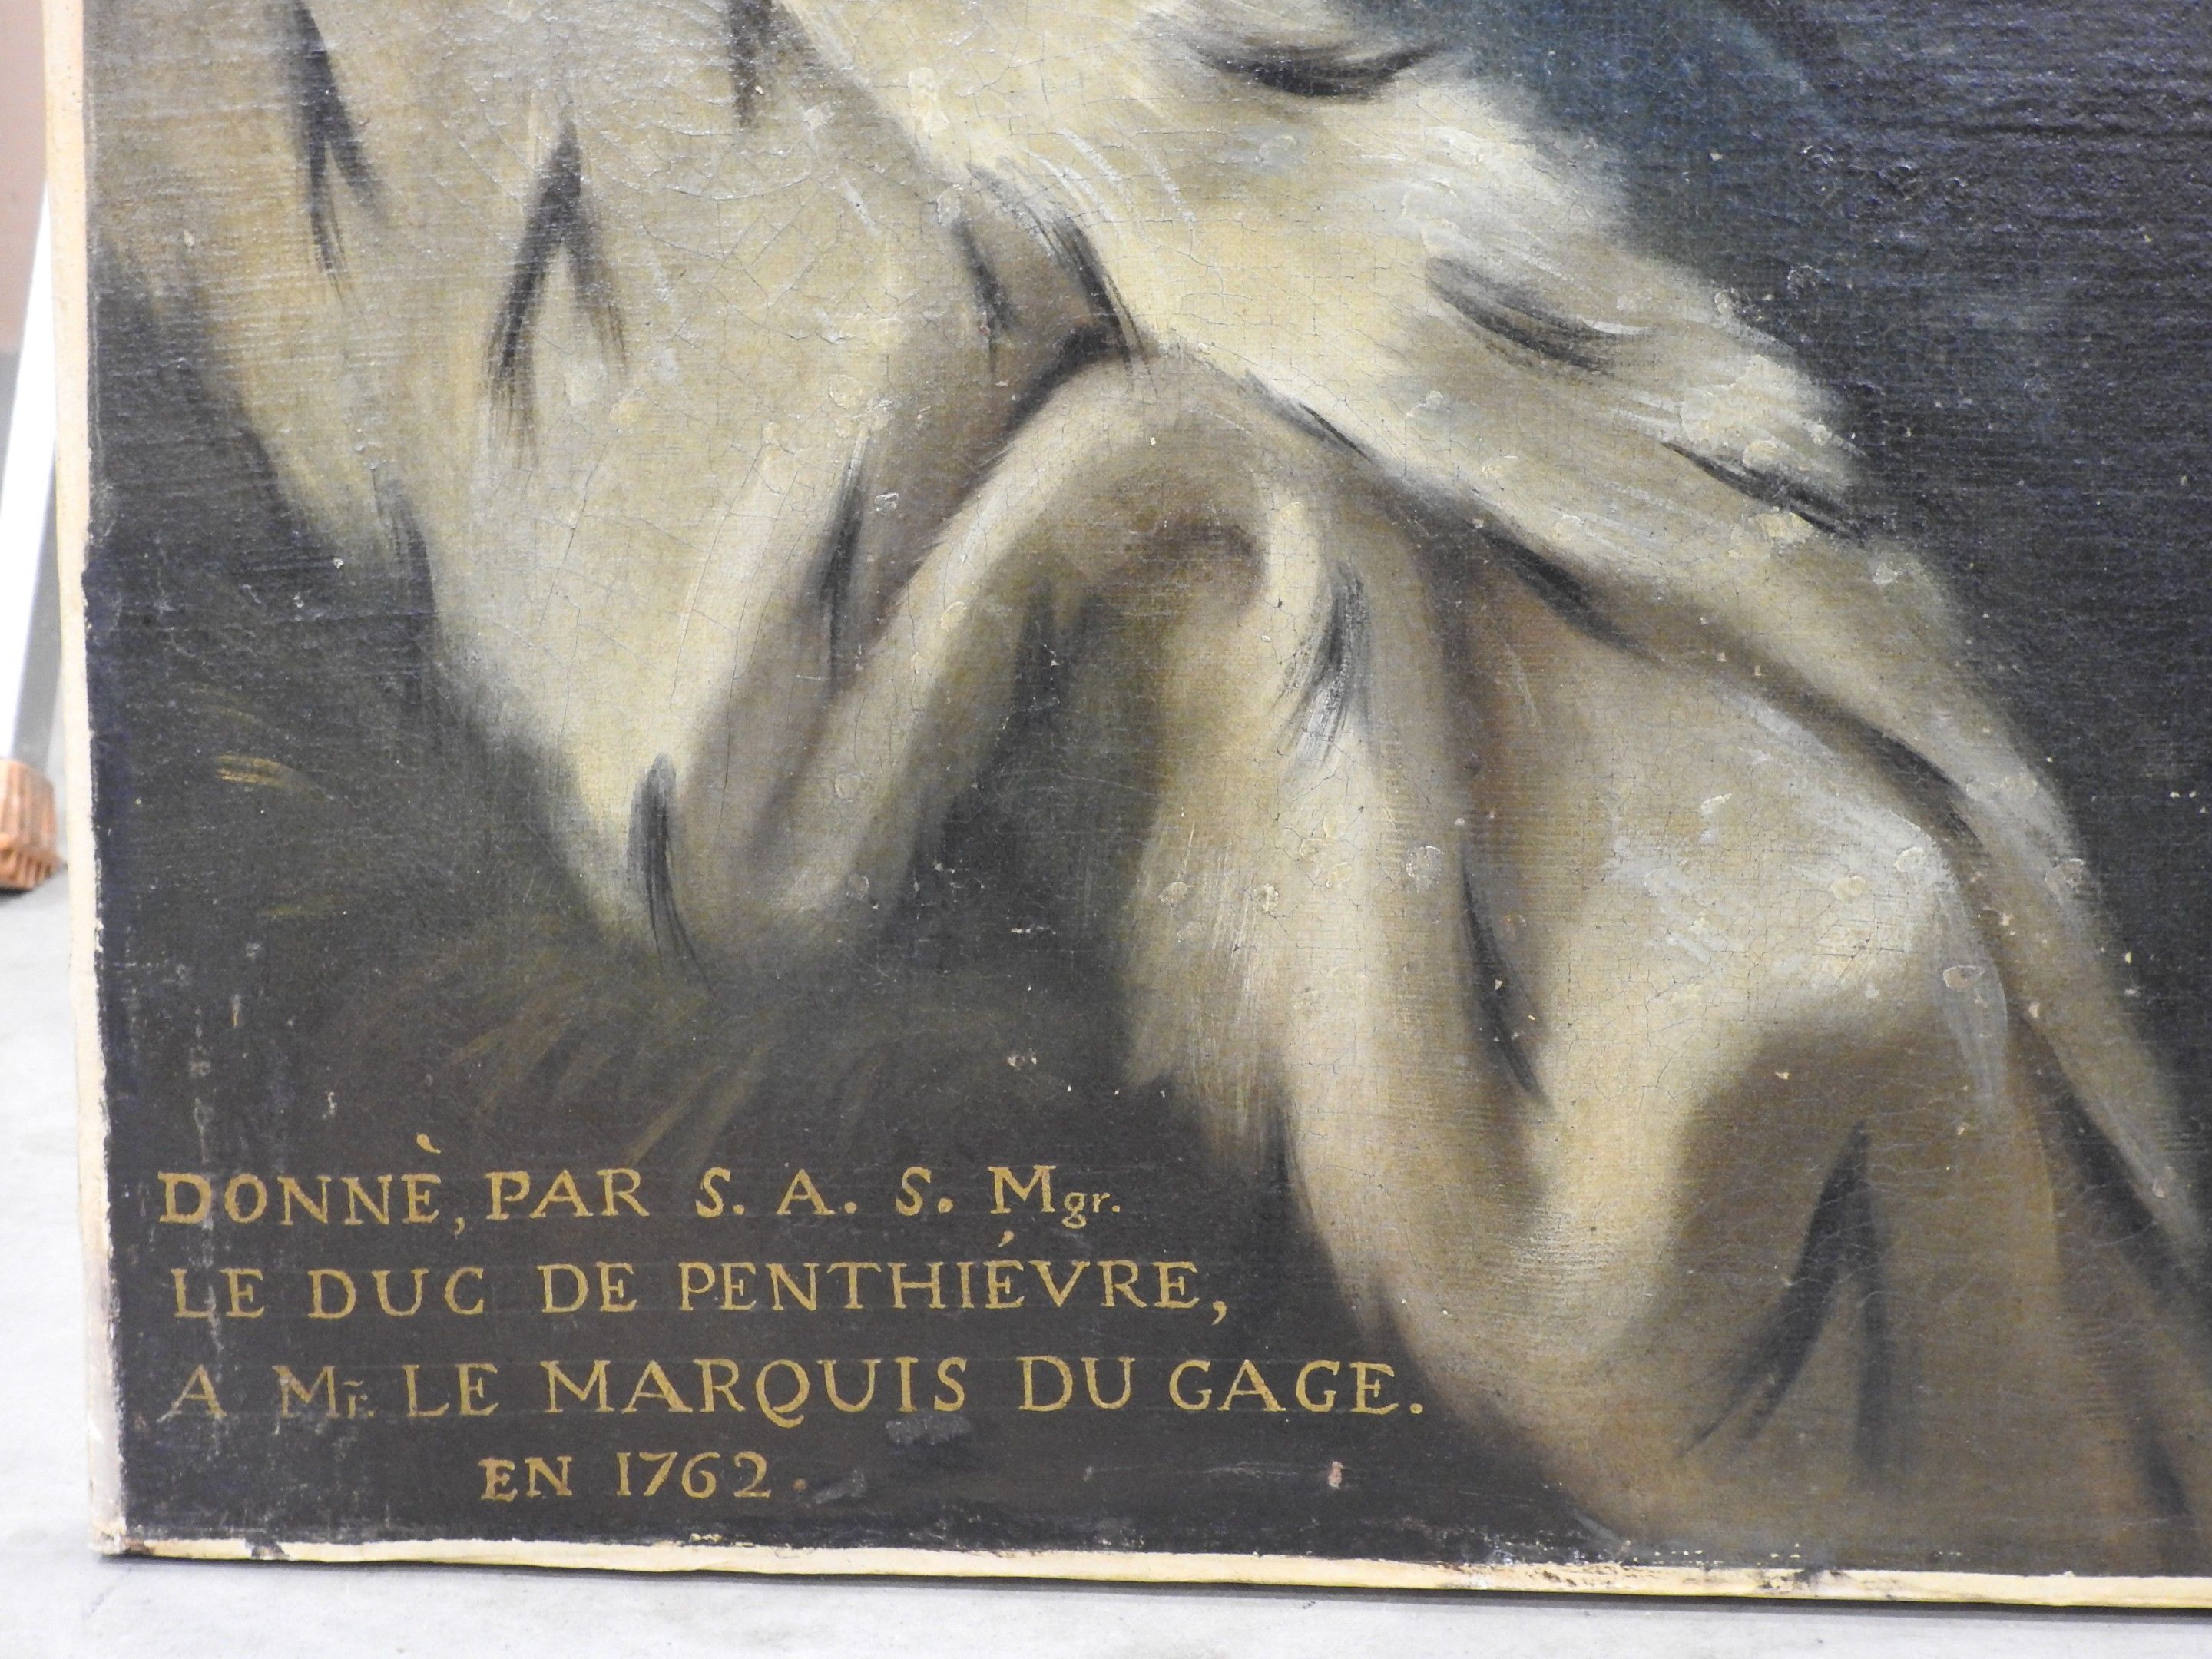 DONNÈ, PAR S. A. S. Mgr.
LE DUC DE PENTHIÉVRE,
A Mr. LE MARQUIS DU GAGE.
EN 1762.